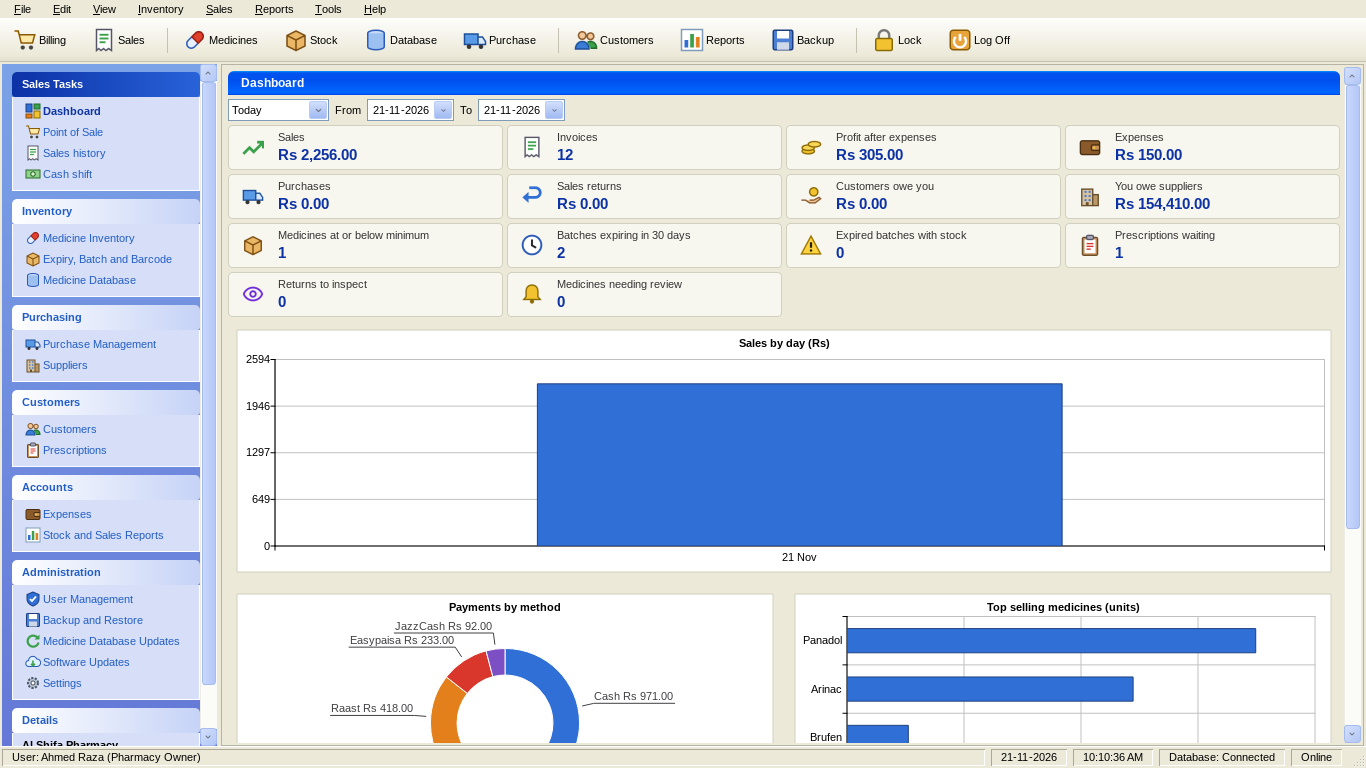 File Edit View Inventory Sales Reports Tools Help
Billing Sales Medicines Stock Database Purchase Customers Reports Backup Lock Log Off
Sales Tasks
Dashboard
Point of Sale
Sales history
Cash shift
Inventory
Medicine Inventory
Expiry, Batch and Barcode
Medicine Database
Purchasing
Purchase Management
Suppliers
Customers
Customers
Prescriptions
Accounts
Expenses
Stock and Sales Reports
Administration
User Management
Backup and Restore
Medicine Database Updates
Software Updates
Settings
Details
Al Shifa Pharmacy
Dashboard
Today From 21-11-2026 To 21-11-2026
Sales
Rs 2,256.00
Invoices
12
Profit after expenses
Rs 305.00
Expenses
Rs 150.00
Purchases
Rs 0.00
Sales returns
Rs 0.00
Customers owe you
Rs 0.00
You owe suppliers
Rs 154,410.00
Medicines at or below minimum
1
Batches expiring in 30 days
2
Expired batches with stock
0
Prescriptions waiting
1
Returns to inspect
0
Medicines needing review
0
Sales by day (Rs)
2594
1946
1297
649
0
21 Nov
Payments by method
JazzCash Rs 92.00
Easypaisa Rs 233.00
Cash Rs 971.00
Raast Rs 418.00
Top selling medicines (units)
Panadol
Arinac
Brufen
User: Ahmed Raza (Pharmacy Owner) 21-11-2026 10:10:36 AM Database: Connected Online